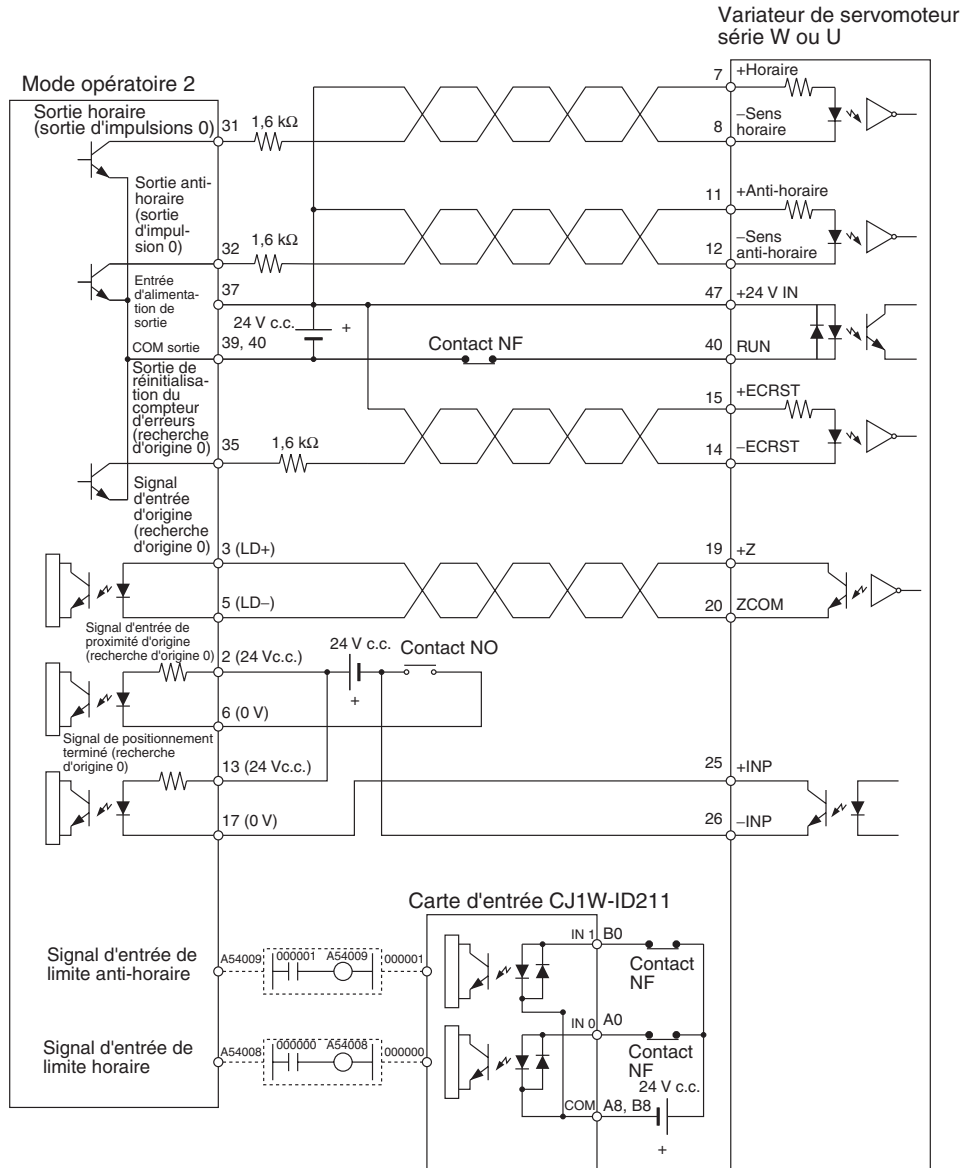 Variateur de servomoteur
série W ou U
Mode opératoire 2
Sortie horaire
(sortie d'impulsions 0)
31
1,6 kΩ
7
+Horaire
8
−Sens
horaire
Sortie anti-
horaire
(sortie
d'impul-
sion 0)
32
1,6 kΩ
11
+Anti-horaire
12
−Sens
anti-horaire
Entrée
d'alimenta-
tion de
sortie
37
24 V c.c.
+
47
+24 V IN
COM sortie
39, 40
Contact NF
40
RUN
Sortie de
réinitialisa-
tion du
compteur
d'erreurs
(recherche
d'origine 0)
35
1,6 kΩ
15
+ECRST
14
−ECRST
Signal
d'entrée
d'origine
(recherche
d'origine 0)
3 (LD+)
5 (LD−)
19
+Z
20
ZCOM
Signal d'entrée de
proximité d'origine
(recherche d'origine 0)
2 (24 Vc.c.)
24 V c.c.
+
Contact NO
6 (0 V)
Signal de positionnement
terminé (recherche
d'origine 0)
13 (24 Vc.c.)
17 (0 V)
25
+INP
26
−INP
Carte d'entrée CJ1W-ID211
Signal d'entrée de
limite anti-horaire
A54009
000001
A54009
000001
IN 1
B0
Contact
NF
Signal d'entrée de
limite horaire
A54008
000000
A54008
000000
IN 0
A0
Contact
NF
24 V c.c.
COM
A8, B8
+